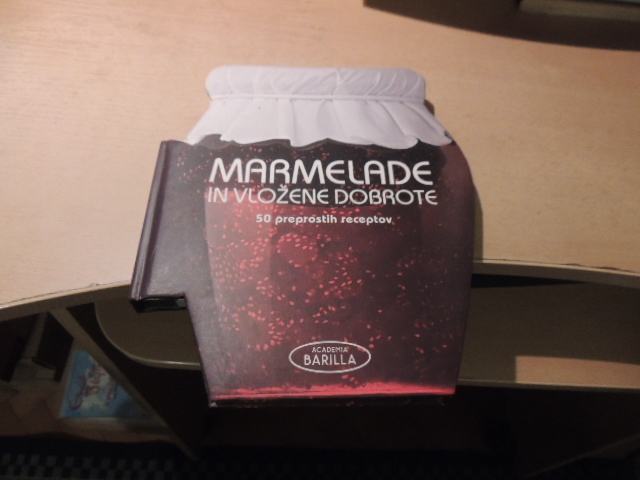 MARMELADE
IN VLOŽENE DOBROTE
50 preprostih receptov
ACADEMIA
BARILLA